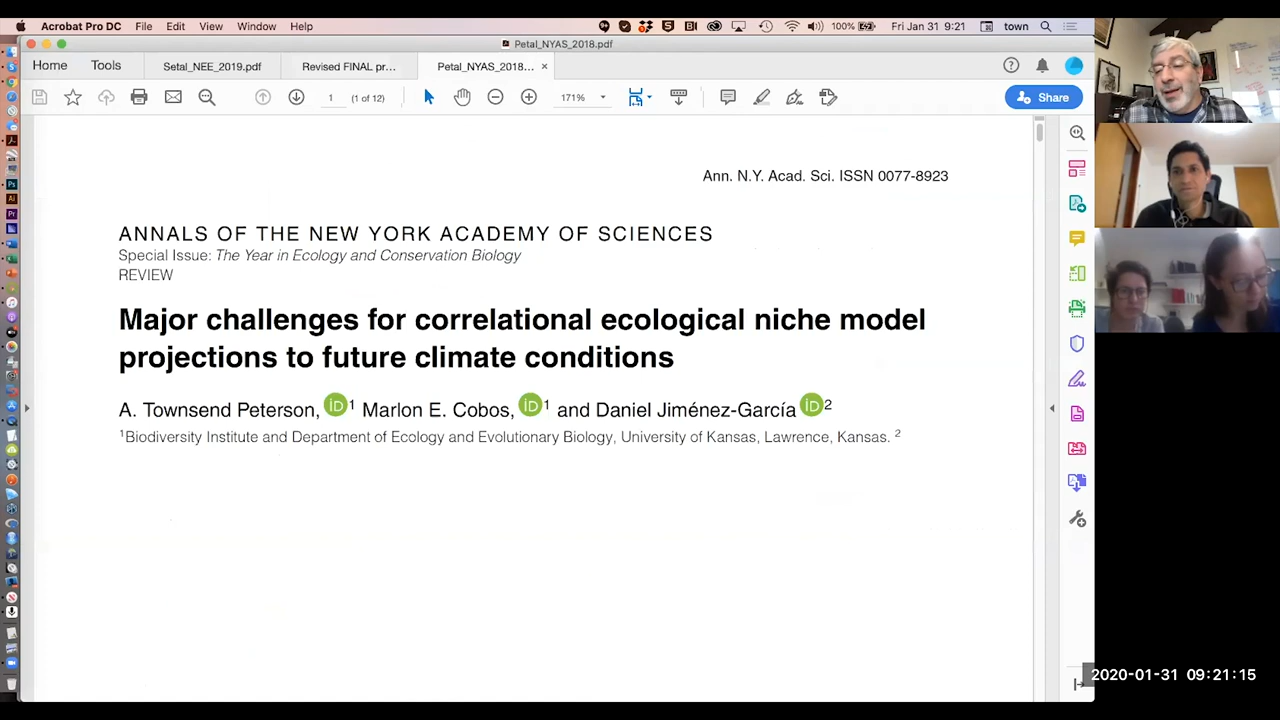 Acrobat Pro DC File Edit View Window Help 100% Fri Jan 31 9:21 town
Petal_NYAS_2018.pdf
Home Tools Setal_NEE_2019.pdf Revised FINAL pr... Petal_NYAS_2018... ×
1 (1 of 12) 171% Share
Ann. N.Y. Acad. Sci. ISSN 0077-8923
ANNALS OF THE NEW YORK ACADEMY OF SCIENCES
Special Issue: The Year in Ecology and Conservation Biology
REVIEW
Major challenges for correlational ecological niche model
projections to future climate conditions
A. Townsend Peterson, iD 1 Marlon E. Cobos, iD 1 and Daniel Jiménez-García iD 2
1Biodiversity Institute and Department of Ecology and Evolutionary Biology, University of Kansas, Lawrence, Kansas. 2
2020-01-31 09:21:15